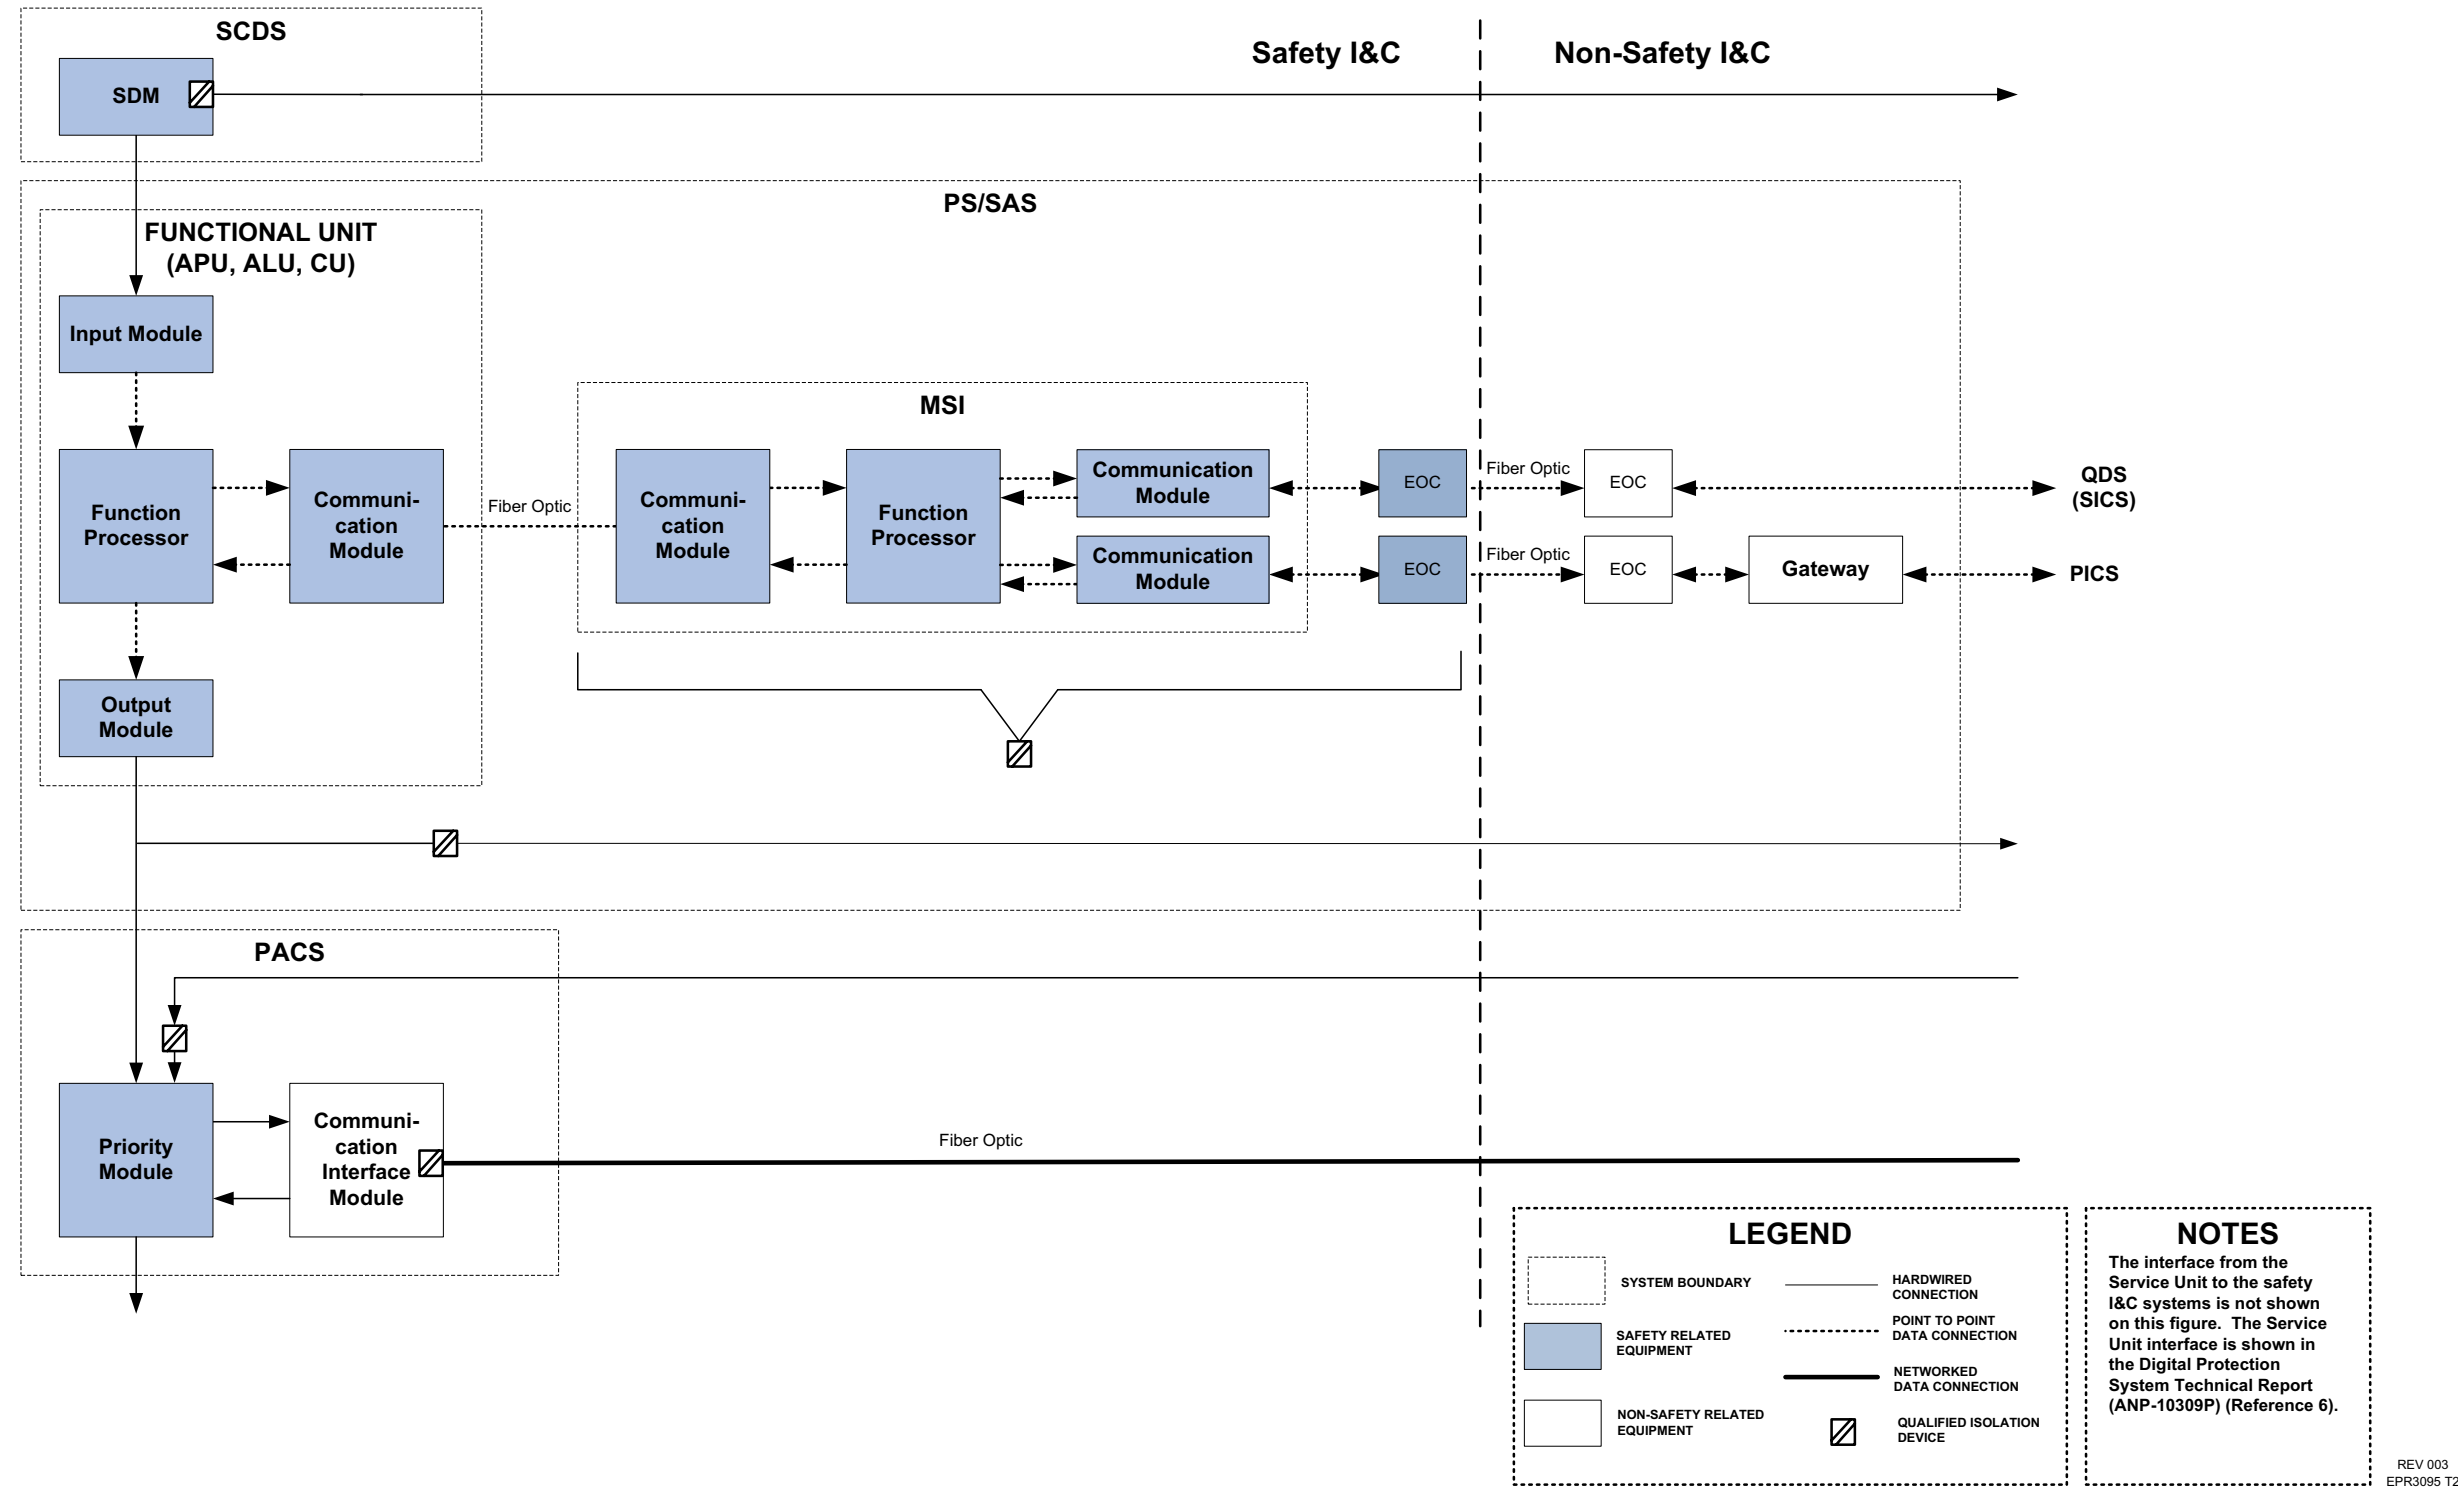 SCDS
SDM
Safety I&C
Non-Safety I&C
PS/SAS
FUNCTIONAL UNIT
(APU, ALU, CU)
Input Module
Function
Processor
Communi-
cation
Module
Output
Module
Fiber Optic
MSI
Communi-
cation
Module
Function
Processor
Communication
Module
Communication
Module
EOC
EOC
Fiber Optic
Fiber Optic
EOC
EOC
Gateway
QDS
(SICS)
PICS
PACS
Priority
Module
Communi-
cation
Interface
Module
Fiber Optic
LEGEND
SYSTEM BOUNDARY
SAFETY RELATED
EQUIPMENT
NON-SAFETY RELATED
EQUIPMENT
HARDWIRED
CONNECTION
POINT TO POINT
DATA CONNECTION
NETWORKED
DATA CONNECTION
QUALIFIED ISOLATION
DEVICE
NOTES
The interface from the
Service Unit to the safety
I&C systems is not shown
on this figure.  The Service
Unit interface is shown in
the Digital Protection
System Technical Report
(ANP-10309P) (Reference 6).
REV 003
EPR3095 T2